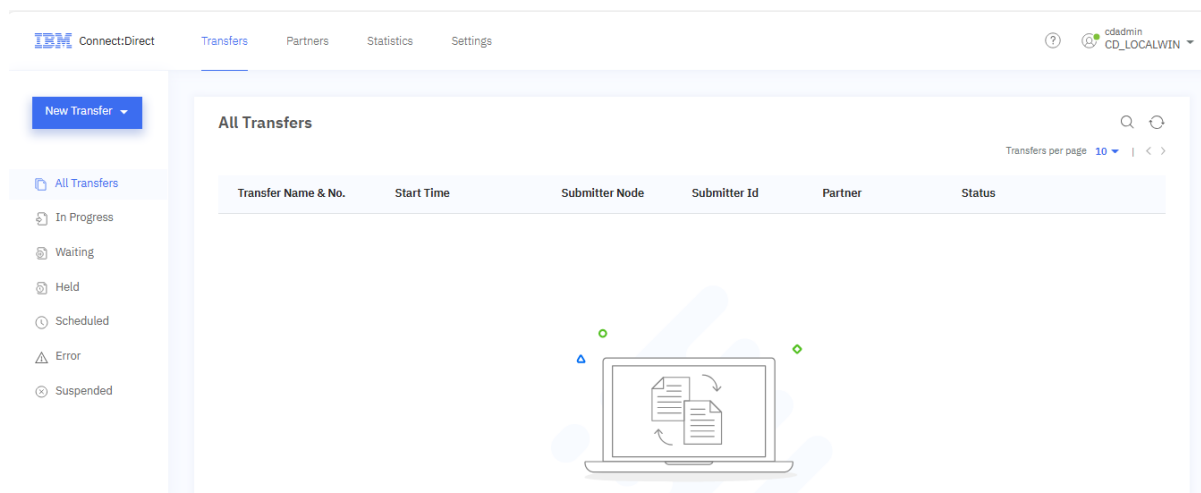 IBM Connect:Direct Transfers Partners Statistics Settings ? cdadmin
CD_LOCALWIN
New Transfer
All Transfers
Transfers per page 10 | < >
Transfer Name & No. Start Time Submitter Node Submitter Id Partner Status
All Transfers
In Progress
Waiting
Held
Scheduled
Error
Suspended